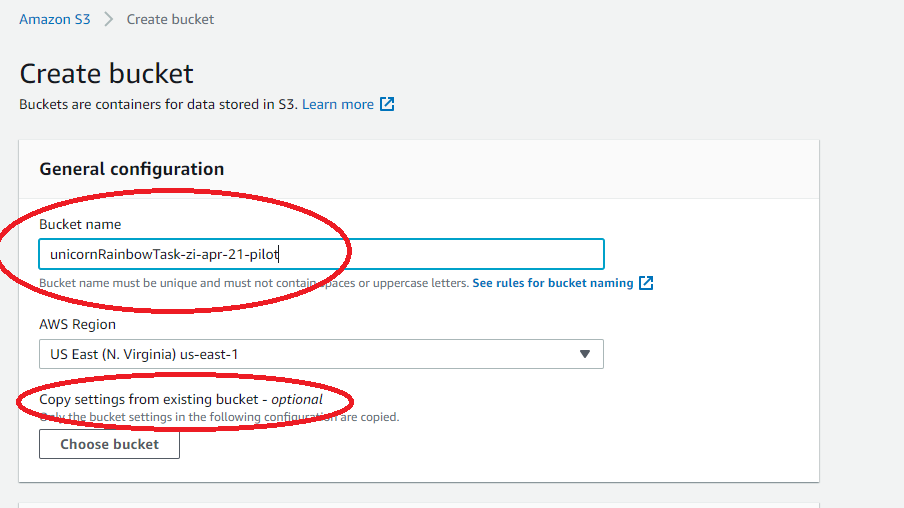 Amazon S3 > Create bucket
Create bucket
Buckets are containers for data stored in S3. Learn more
General configuration
Bucket name
unicornRainbowTask-zi-apr-21-pilot
Bucket name must be unique and must not contain spaces or uppercase letters. See rules for bucket naming
AWS Region
US East (N. Virginia) us-east-1
Copy settings from existing bucket - optional
Only the bucket settings in the following configuration are copied.
Choose bucket